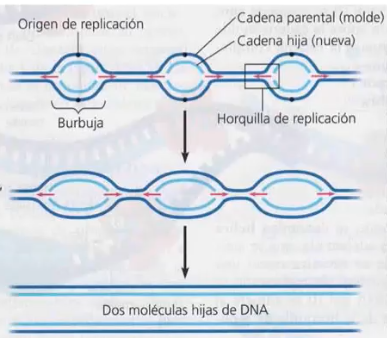 Origen de replicación
Cadena parental (molde)
Cadena hija (nueva)
Burbuja
Horquilla de replicación
Dos moléculas hijas de DNA